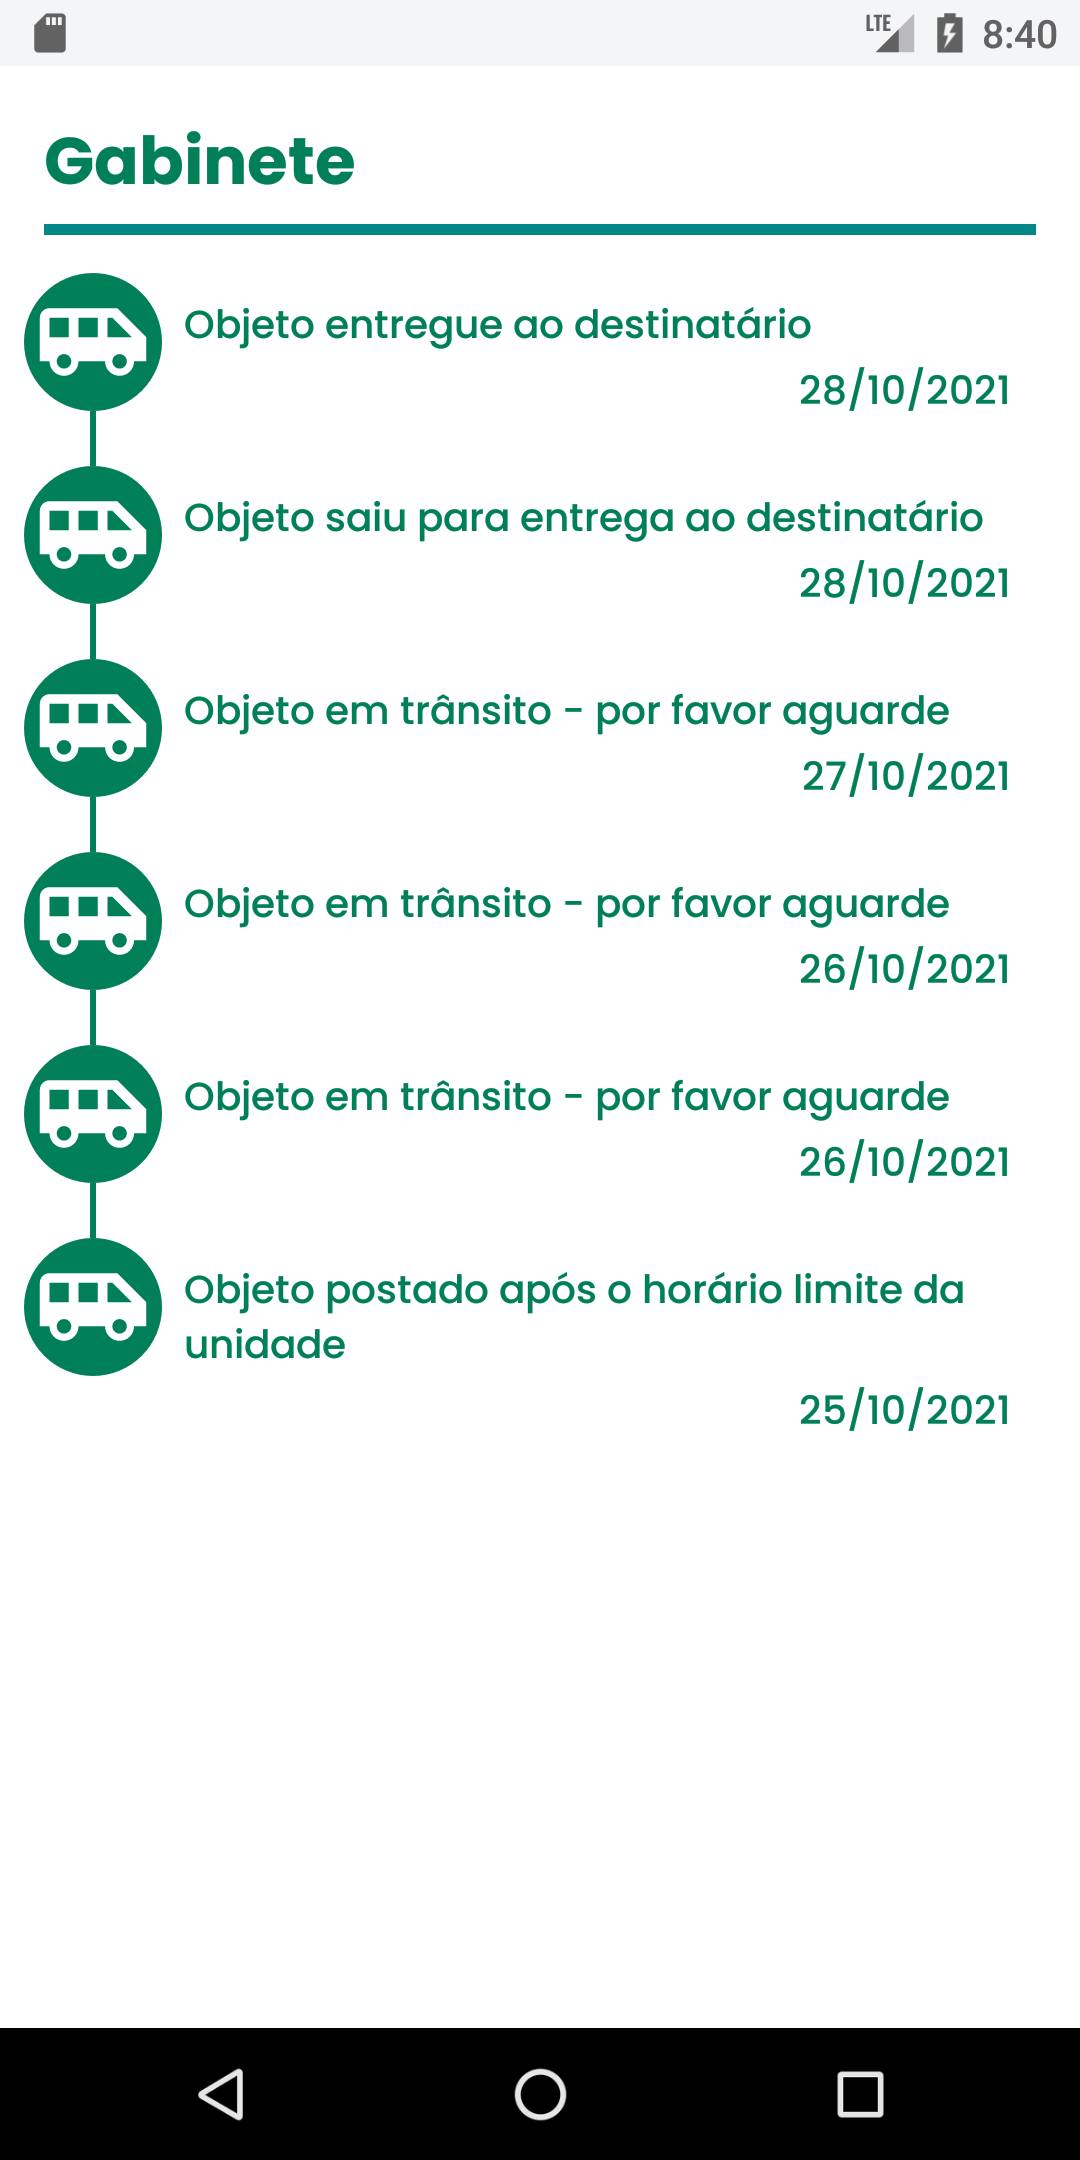 LTE 8:40
Gabinete
Objeto entregue ao destinatário
28/10/2021
Objeto saiu para entrega ao destinatário
28/10/2021
Objeto em trânsito - por favor aguarde
27/10/2021
Objeto em trânsito - por favor aguarde
26/10/2021
Objeto em trânsito - por favor aguarde
26/10/2021
Objeto postado após o horário limite da
unidade
25/10/2021